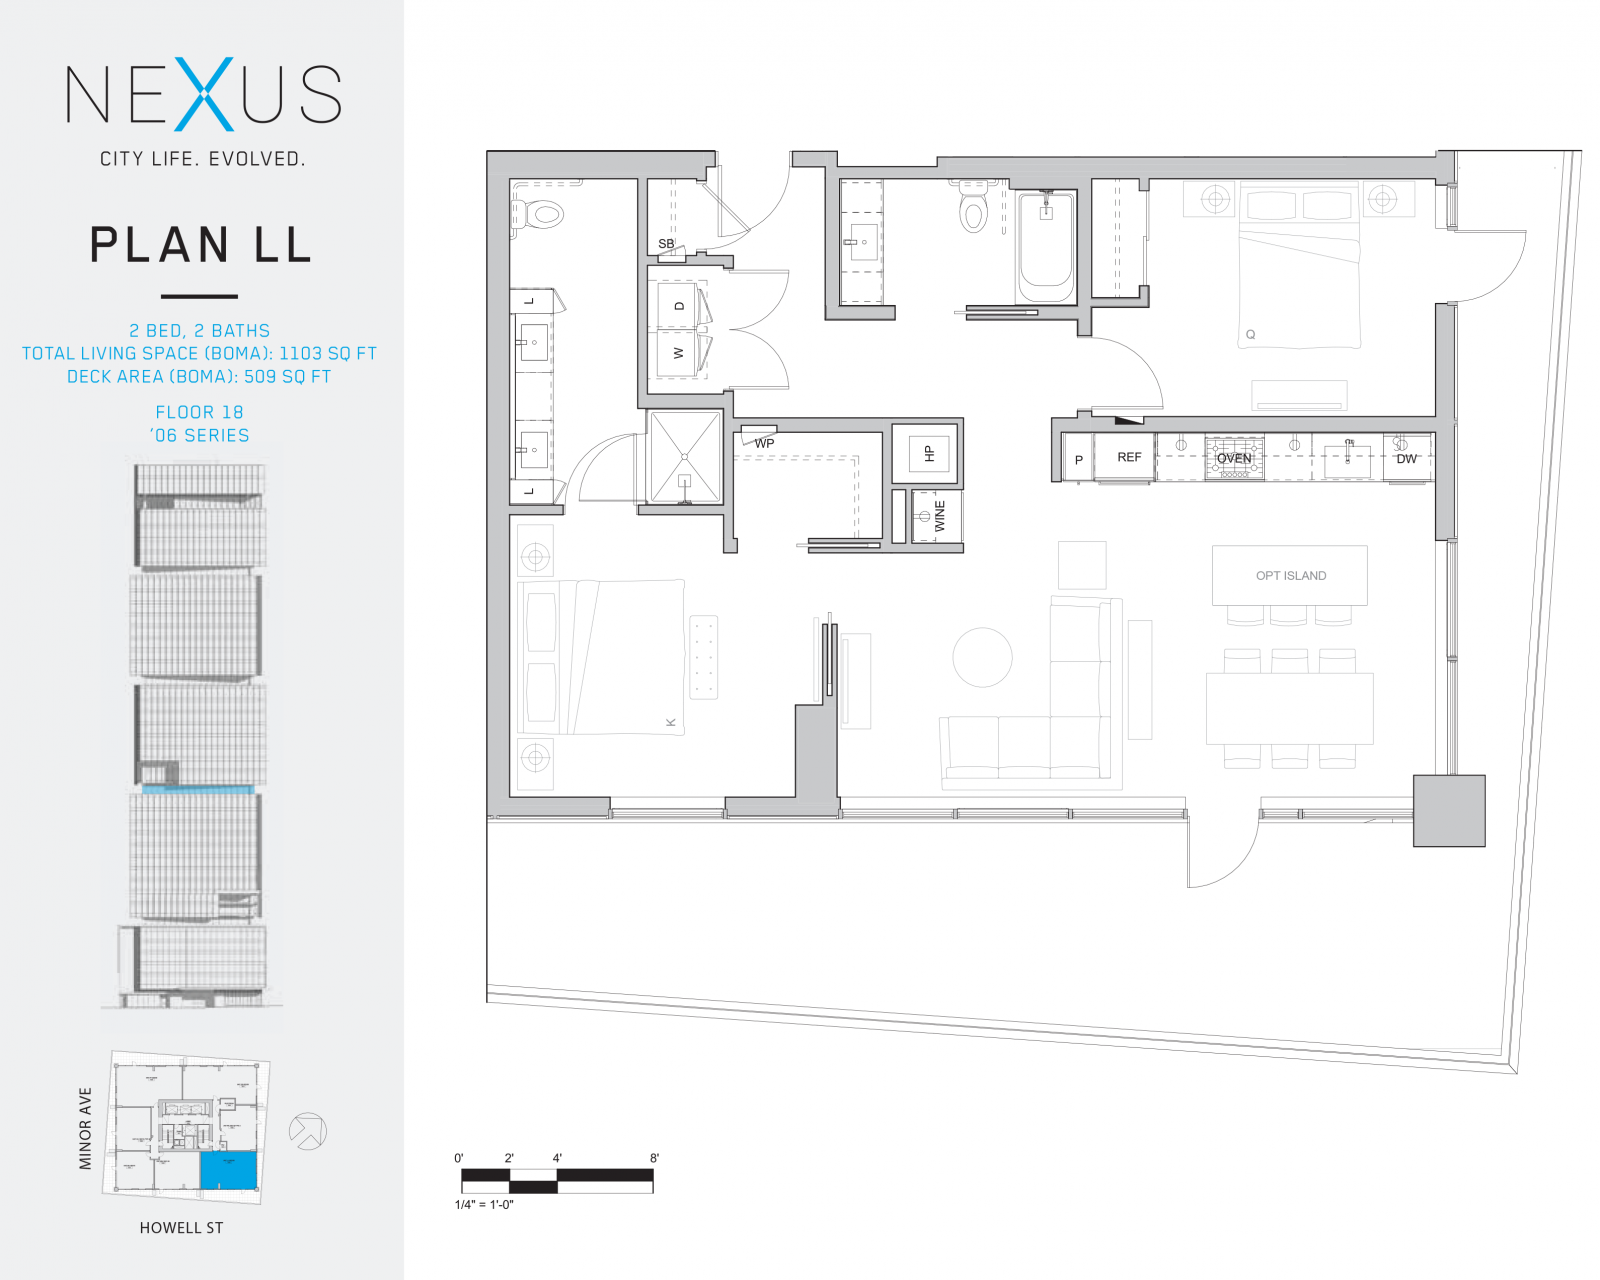 NEXUS
CITY LIFE. EVOLVED.
PLAN LL
2 BED, 2 BATHS
TOTAL LIVING SPACE (BOMA): 1103 SQ FT
DECK AREA (BOMA): 509 SQ FT
FLOOR 18
'06 SERIES
MINOR AVE
HOWELL ST
SB
L
D
W
L
Q
WP
HP
WINE
P
REF
OVEN
DW
OPT ISLAND
K
0' 2' 4' 8'
1/4" = 1'-0"